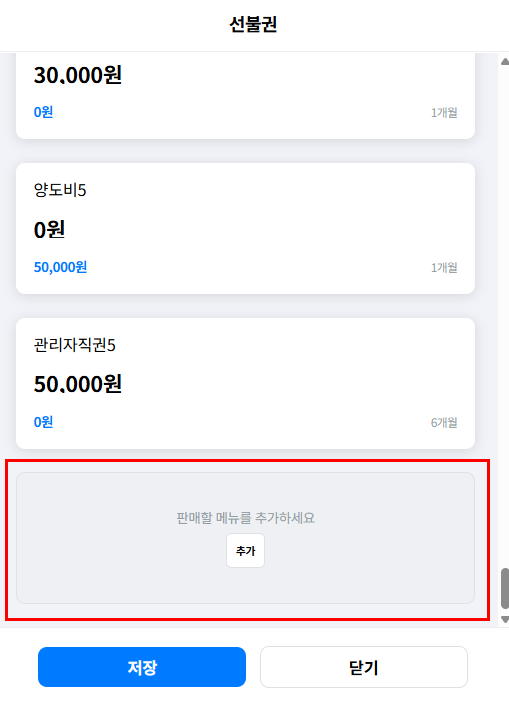 선불권
30,000원
0원
1개월
양도비5
0원
50,000원
1개월
관리자직권5
50,000원
0원
6개월
판매할 메뉴를 추가하세요
추가
저장
닫기